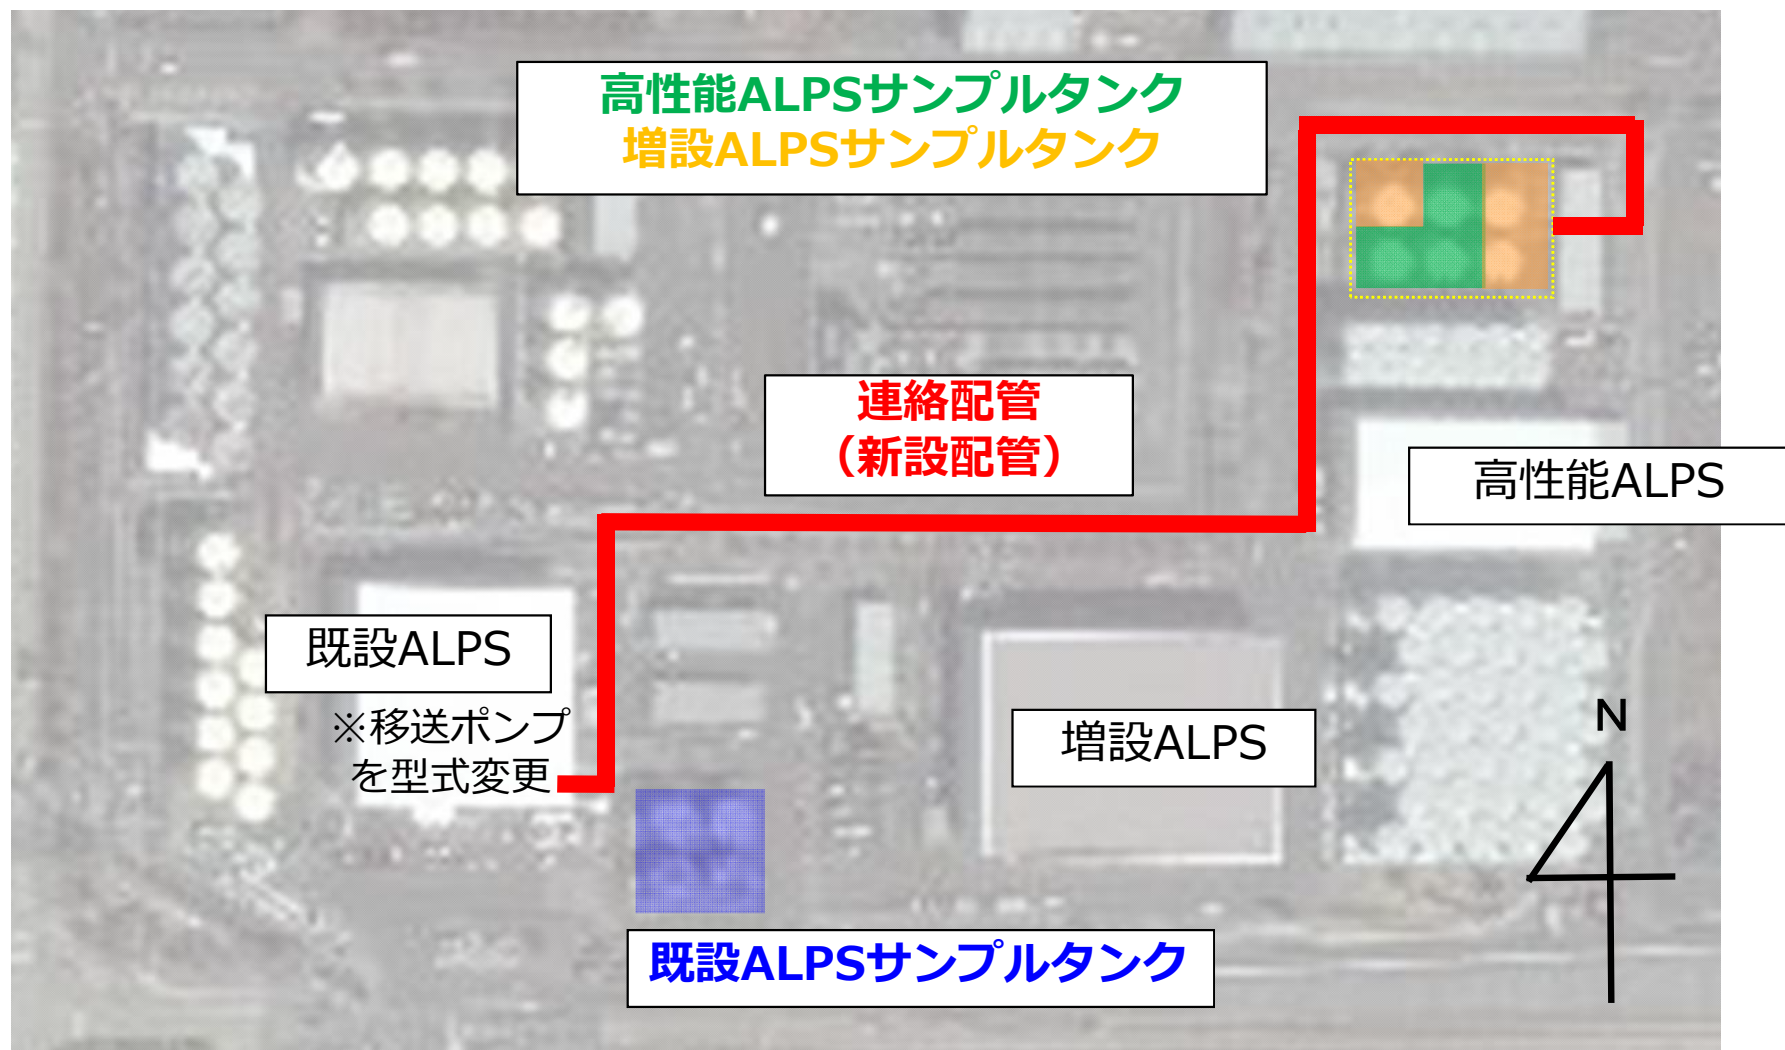 高性能ALPSサンプルタンク
増設ALPSサンプルタンク
連絡配管
（新設配管）
高性能ALPS
既設ALPS
※移送ポンプ
を型式変更
増設ALPS
N
既設ALPSサンプルタンク